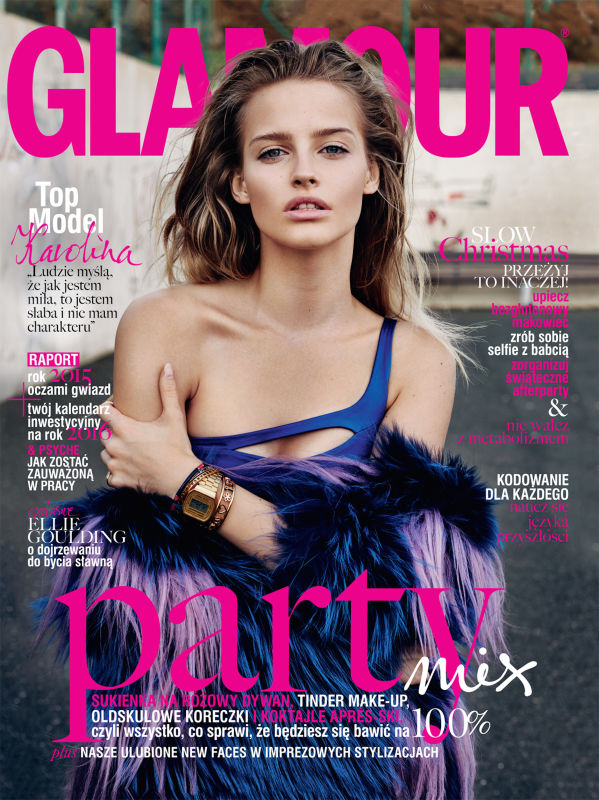 GLAMOUR®
Top
Model
Karolina
„Ludzie myślą,
że jak jestem
miła, to jestem
słaba i nie mam
charakteru”
RAPORT
rok 2015
oczami gwiazd
+
twój kalendarz
inwestycyjny
na rok 2016
& PSYCHE
JAK ZOSTAĆ
ZAUWAŻONĄ
W PRACY
ELLIE
GOULDING
o dojrzewaniu
do bycia sławną
SLOW
Christmas
PRZEŻYJ
TO INACZEJ!
upiecz
bezglutenowy
makowiec
zrób sobie
selfie z babcią
zorganizuj
świąteczne
afterparty
&
nie walcz
z metabolizmem
KODOWANIE
DLA KAŻDEGO
naucz się
języka
przyszłości
party
mix
SUKIENKA NA RÓŻOWY DYWAN, TINDER MAKE-UP,
OLDSKULOWE KORECZKI I KOKTAJLE APRÈS-SKI,
czyli wszystko, co sprawi, że będziesz się bawić na 100%
plus NASZE ULUBIONE NEW FACES W IMPREZOWYCH STYLIZACJACH